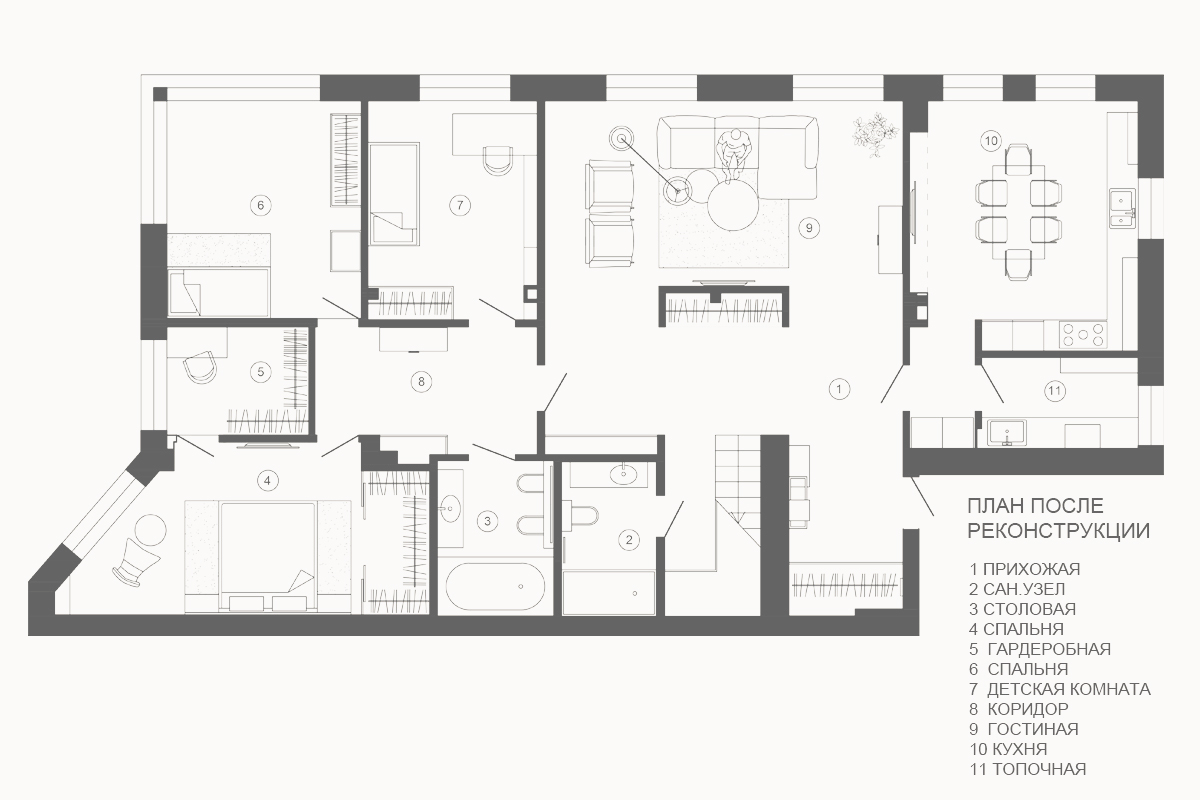 10
6
7
9
5
8
11
1
4
3
2
ПЛАН ПОСЛЕ
РЕКОНСТРУКЦИИ
1 ПРИХОЖАЯ
2 САН.УЗЕЛ
3 СТОЛОВАЯ
4 СПАЛЬНЯ
5 ГАРДЕРОБНАЯ
6 СПАЛЬНЯ
7 ДЕТСКАЯ КОМНАТА
8 КОРИДОР
9 ГОСТИНАЯ
10 КУХНЯ
11 ТОПОЧНАЯ